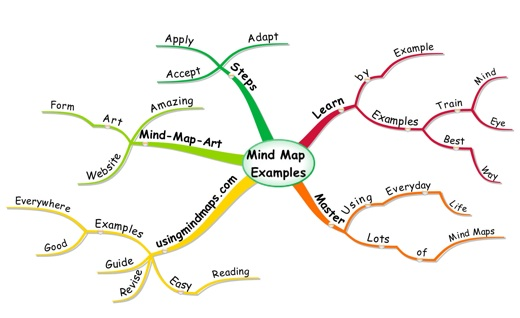 Mind Map
Examples
Learn
by
Example
Examples
Train
Mind
Eye
Best
Way
Master
Using
Everyday
Life
Lots
of
Mind Maps
usingmindmaps.com
Easy
Reading
Revise
Guide
Examples
Good
Everywhere
Mind-Map-Art
Website
Art
Form
Amazing
Steps
Accept
Apply
Adapt